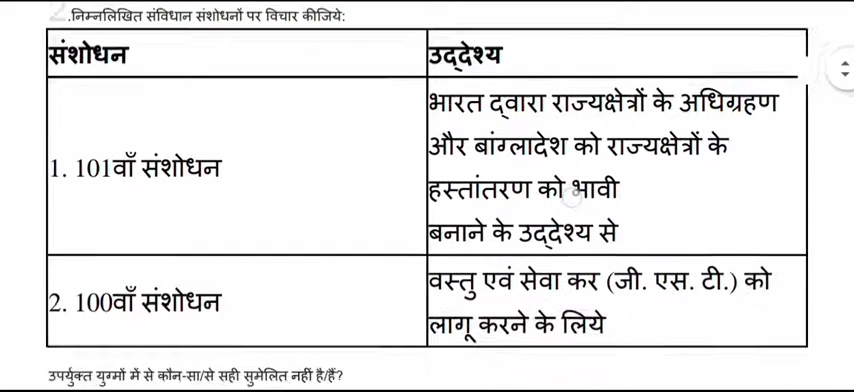 2.निम्नलिखित संविधान संशोधनों पर विचार कीजिये:
संशोधन
उद्देश्य
1. 101वाँ संशोधन
भारत द्वारा राज्यक्षेत्रों के अधिग्रहण
और बांग्लादेश को राज्यक्षेत्रों के
हस्तांतरण को भावी
बनाने के उद्देश्य से
2. 100वाँ संशोधन
वस्तु एवं सेवा कर (जी. एस. टी.) को
लागू करने के लिये
उपर्युक्त युग्मों में से कौन-सा/से सही सुमेलित नहीं है/हैं?